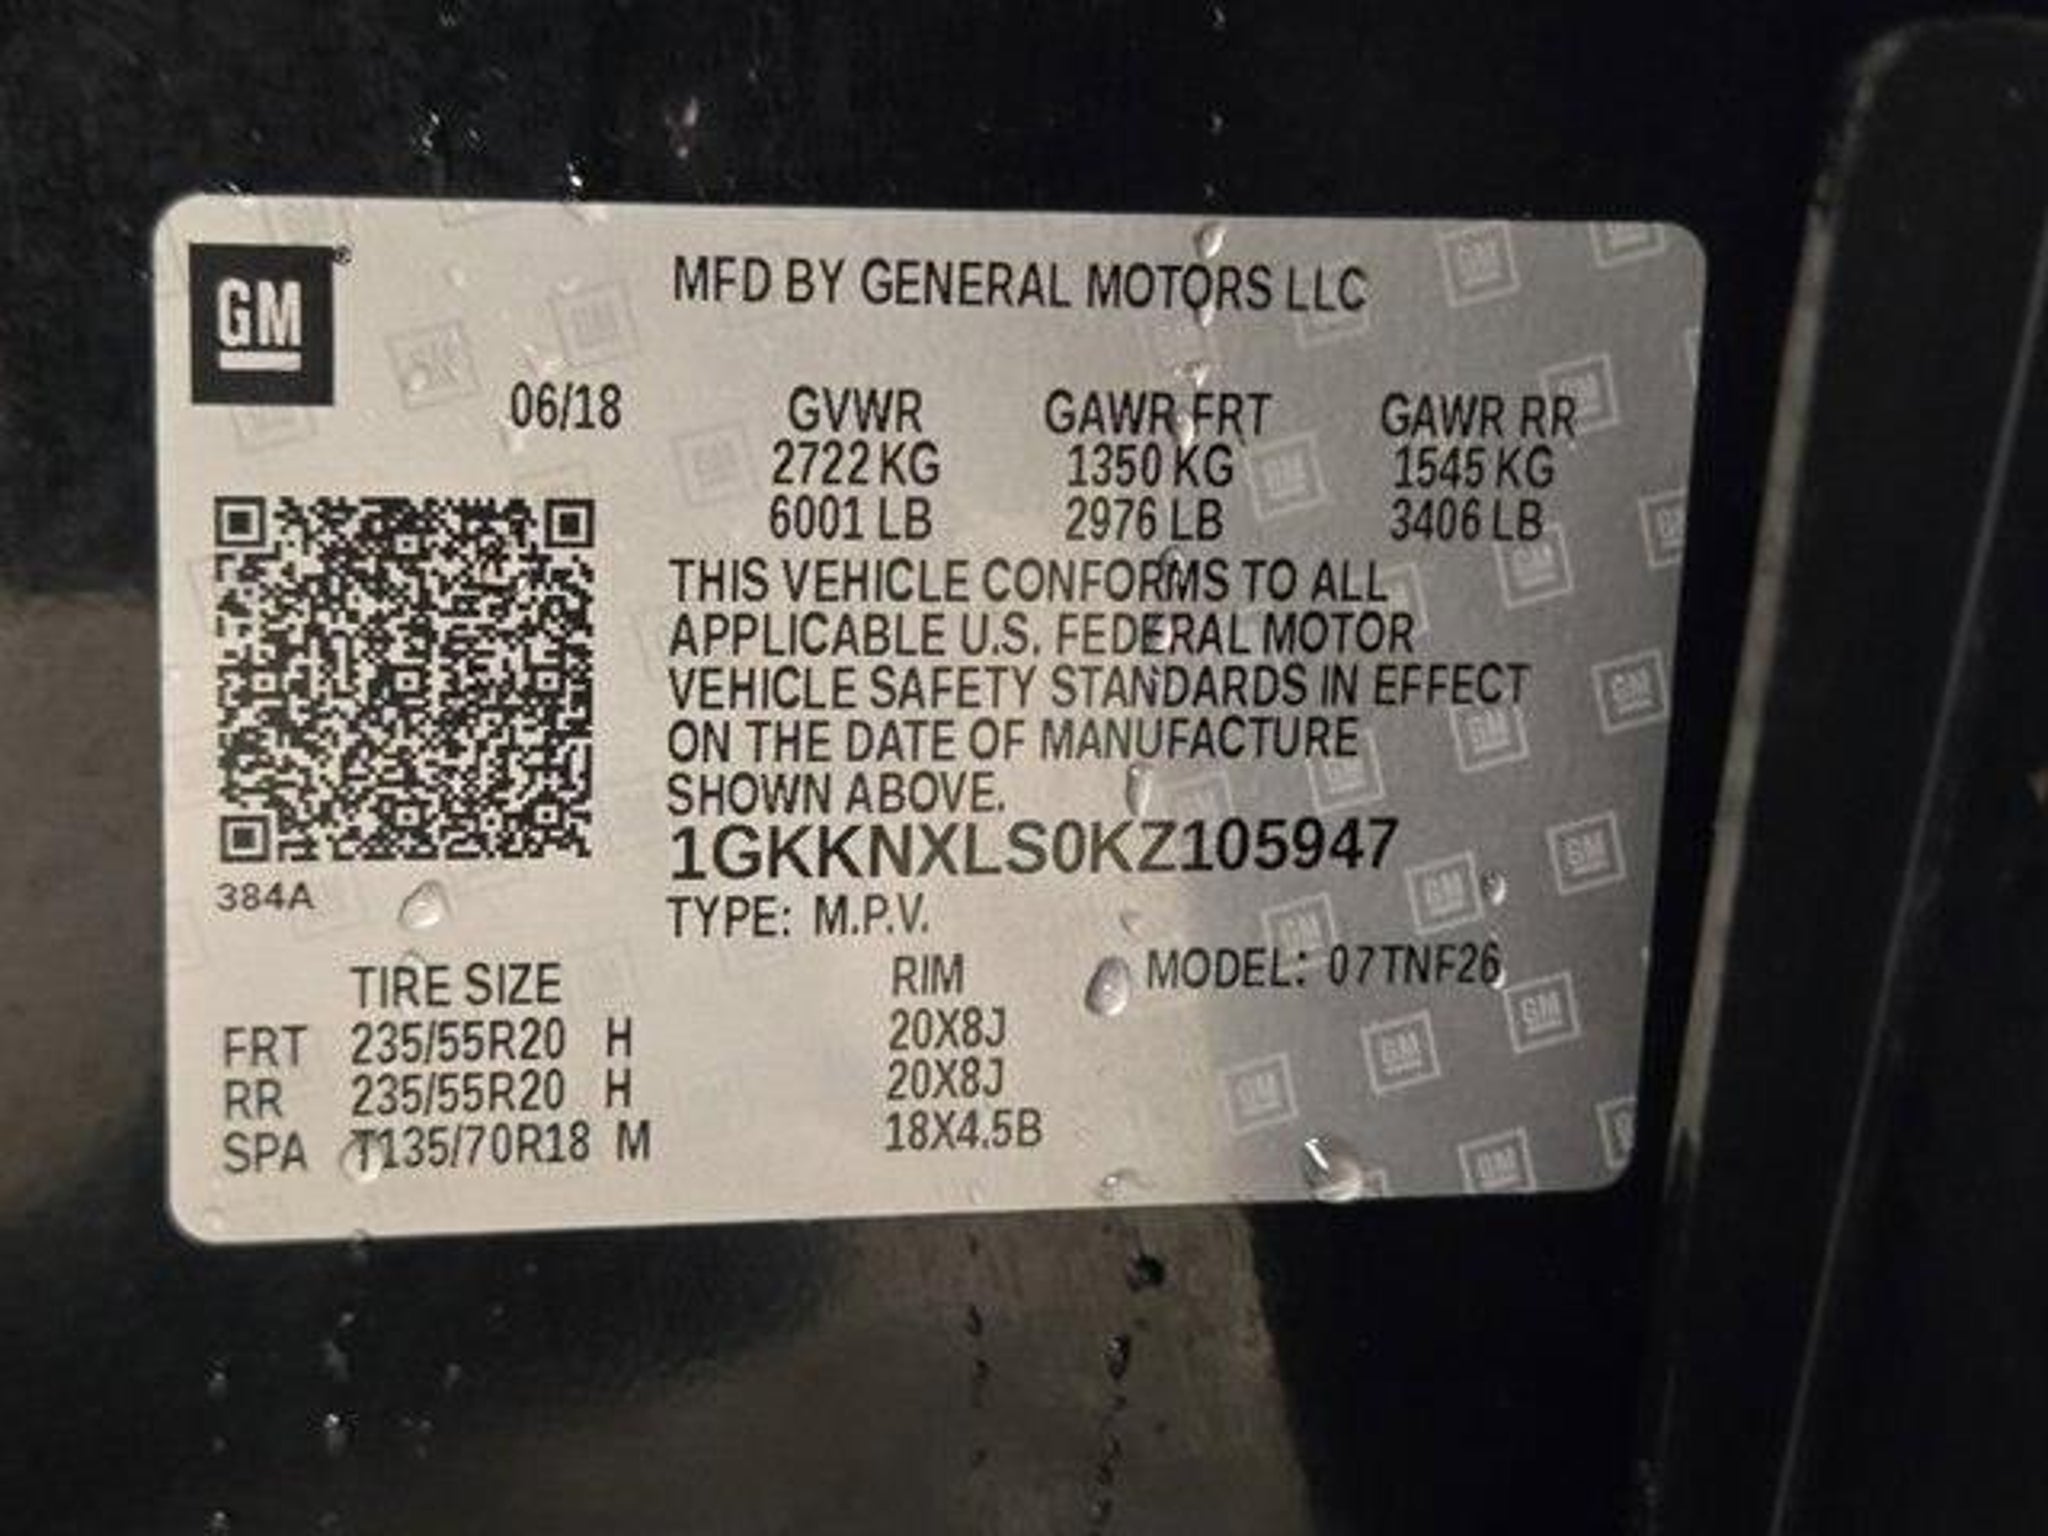 GM®
MFD BY GENERAL MOTORS LLC
06/18 GVWR GAWR FRT GAWR RR
2722 KG 1350 KG 1545 KG
6001 LB 2976 LB 3406 LB
THIS VEHICLE CONFORMS TO ALL
APPLICABLE U.S. FEDERAL MOTOR
VEHICLE SAFETY STANDARDS IN EFFECT
ON THE DATE OF MANUFACTURE
SHOWN ABOVE.
1GKKNXLS0KZ105947
384A
TYPE: M.P.V.
TIRE SIZE RIM MODEL: 07TNF26
FRT 235/55R20 H 20X8J
RR 235/55R20 H 20X8J
SPA T135/70R18 M 18X4.5B